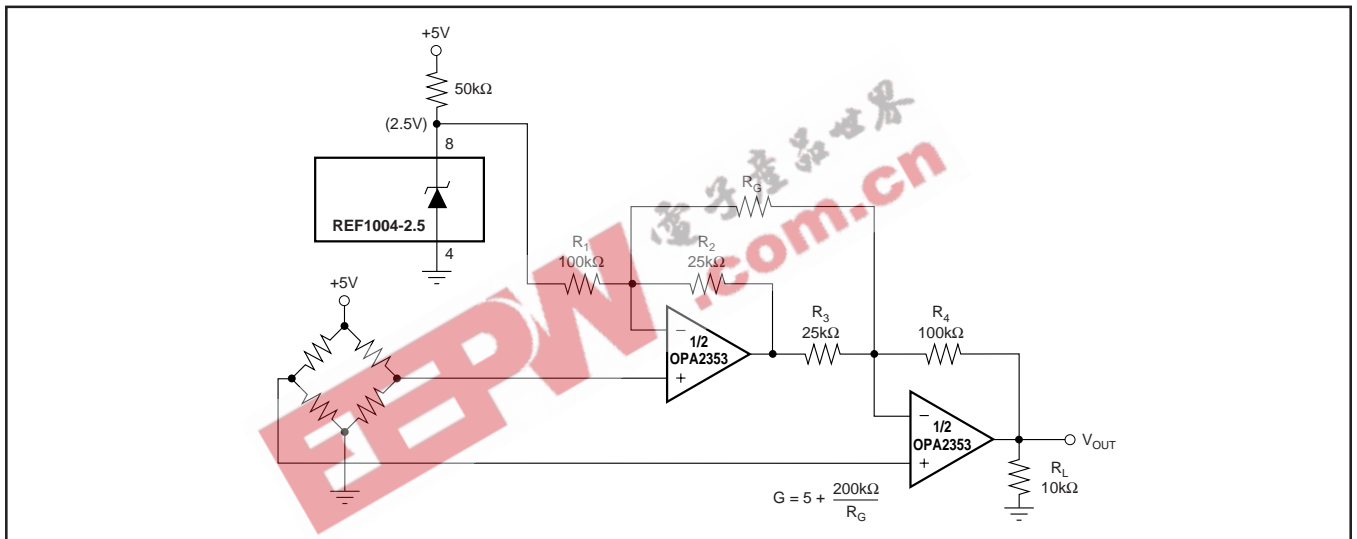 +5V
50kΩ
(2.5V)
8
REF1004-2.5
4
電子產品世界
.com.cn
EEPW
RG
R1
100kΩ
R2
25kΩ
+5V
R3
25kΩ
R4
100kΩ
−
1/2
OPA2353
+
−
1/2
OPA2353
+
VOUT
RL
10kΩ
G = 5 + 200kΩ
RG